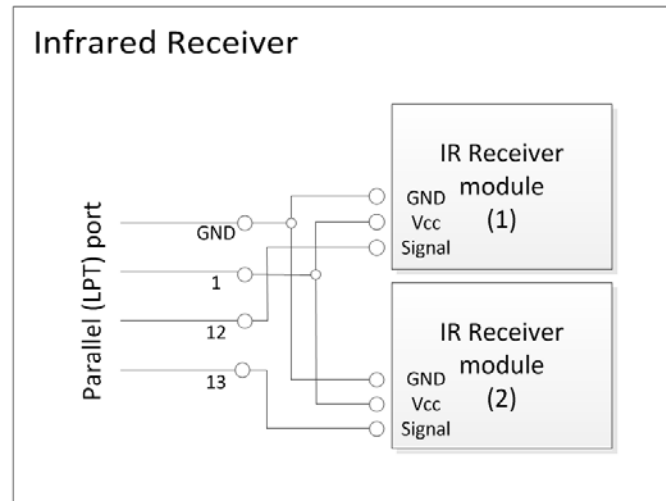 Infrared Receiver
Parallel (LPT) port
GND
1
12
13
IR Receiver
module
(1)
GND
Vcc
Signal
IR Receiver
module
(2)
GND
Vcc
Signal